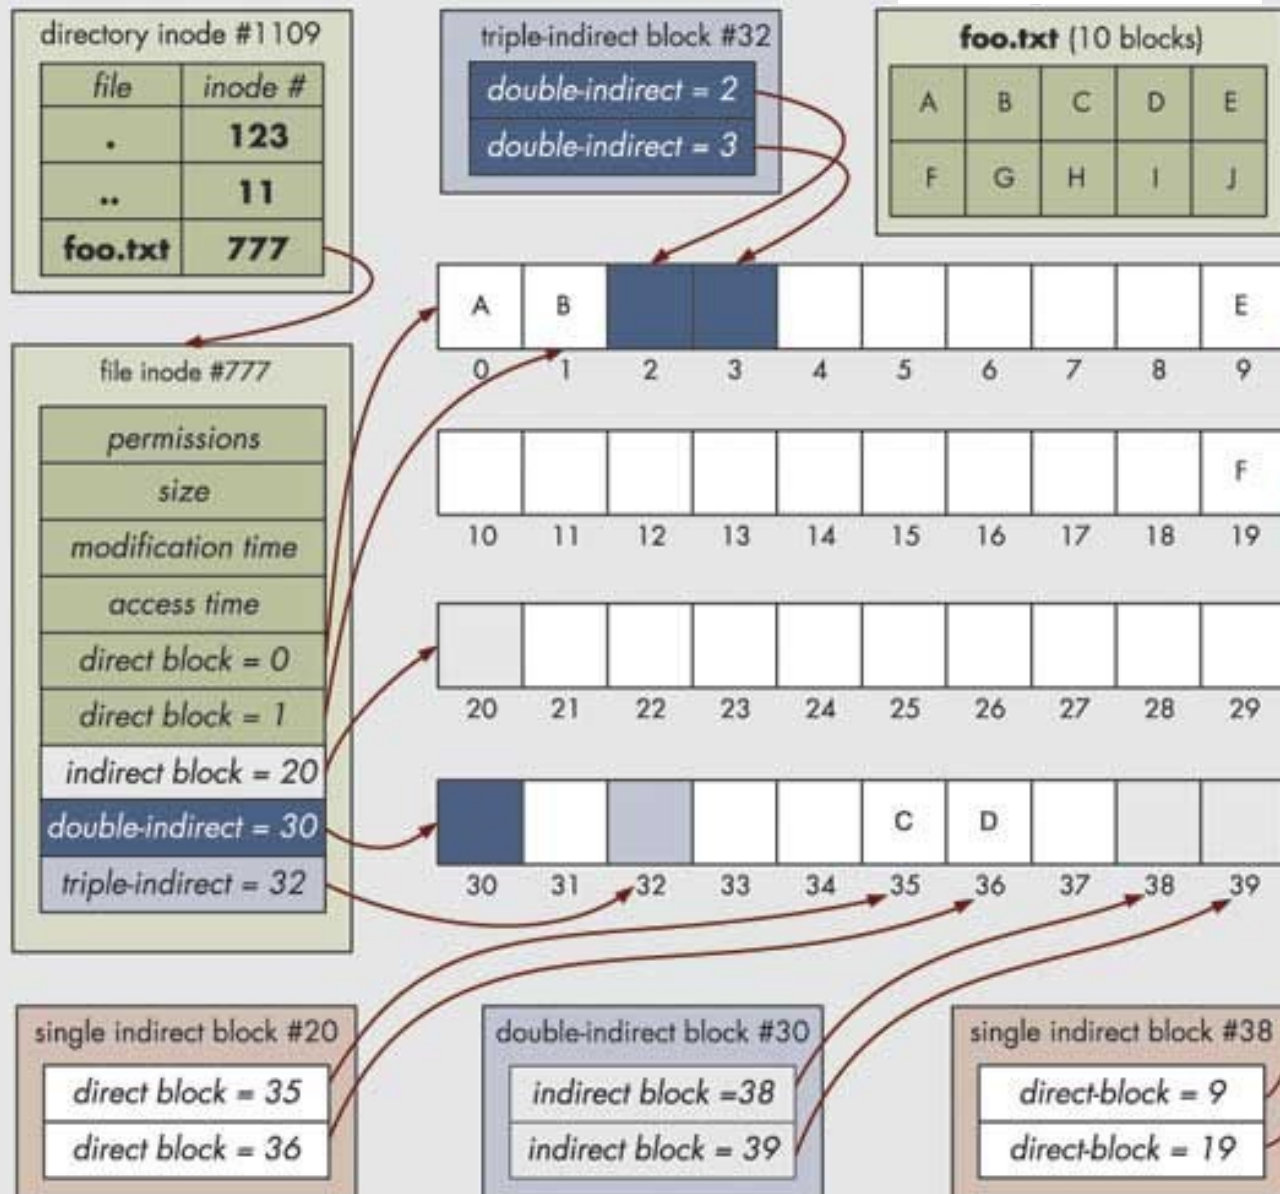 directory inode #1109
file inode #
. 123
.. 11
foo.txt 777
triple-indirect block #32
double-indirect = 2
double-indirect = 3
foo.txt (10 blocks)
A B C D E
F G H I J
A B E
0 1 2 3 4 5 6 7 8 9
F
10 11 12 13 14 15 16 17 18 19
20 21 22 23 24 25 26 27 28 29
C D
30 31 32 33 34 35 36 37 38 39
file inode #777
permissions
size
modification time
access time
direct block = 0
direct block = 1
indirect block = 20
double-indirect = 30
triple-indirect = 32
single indirect block #20
direct block = 35
direct block = 36
double-indirect block #30
indirect block =38
indirect block = 39
single indirect block #38
direct-block = 9
direct-block = 19